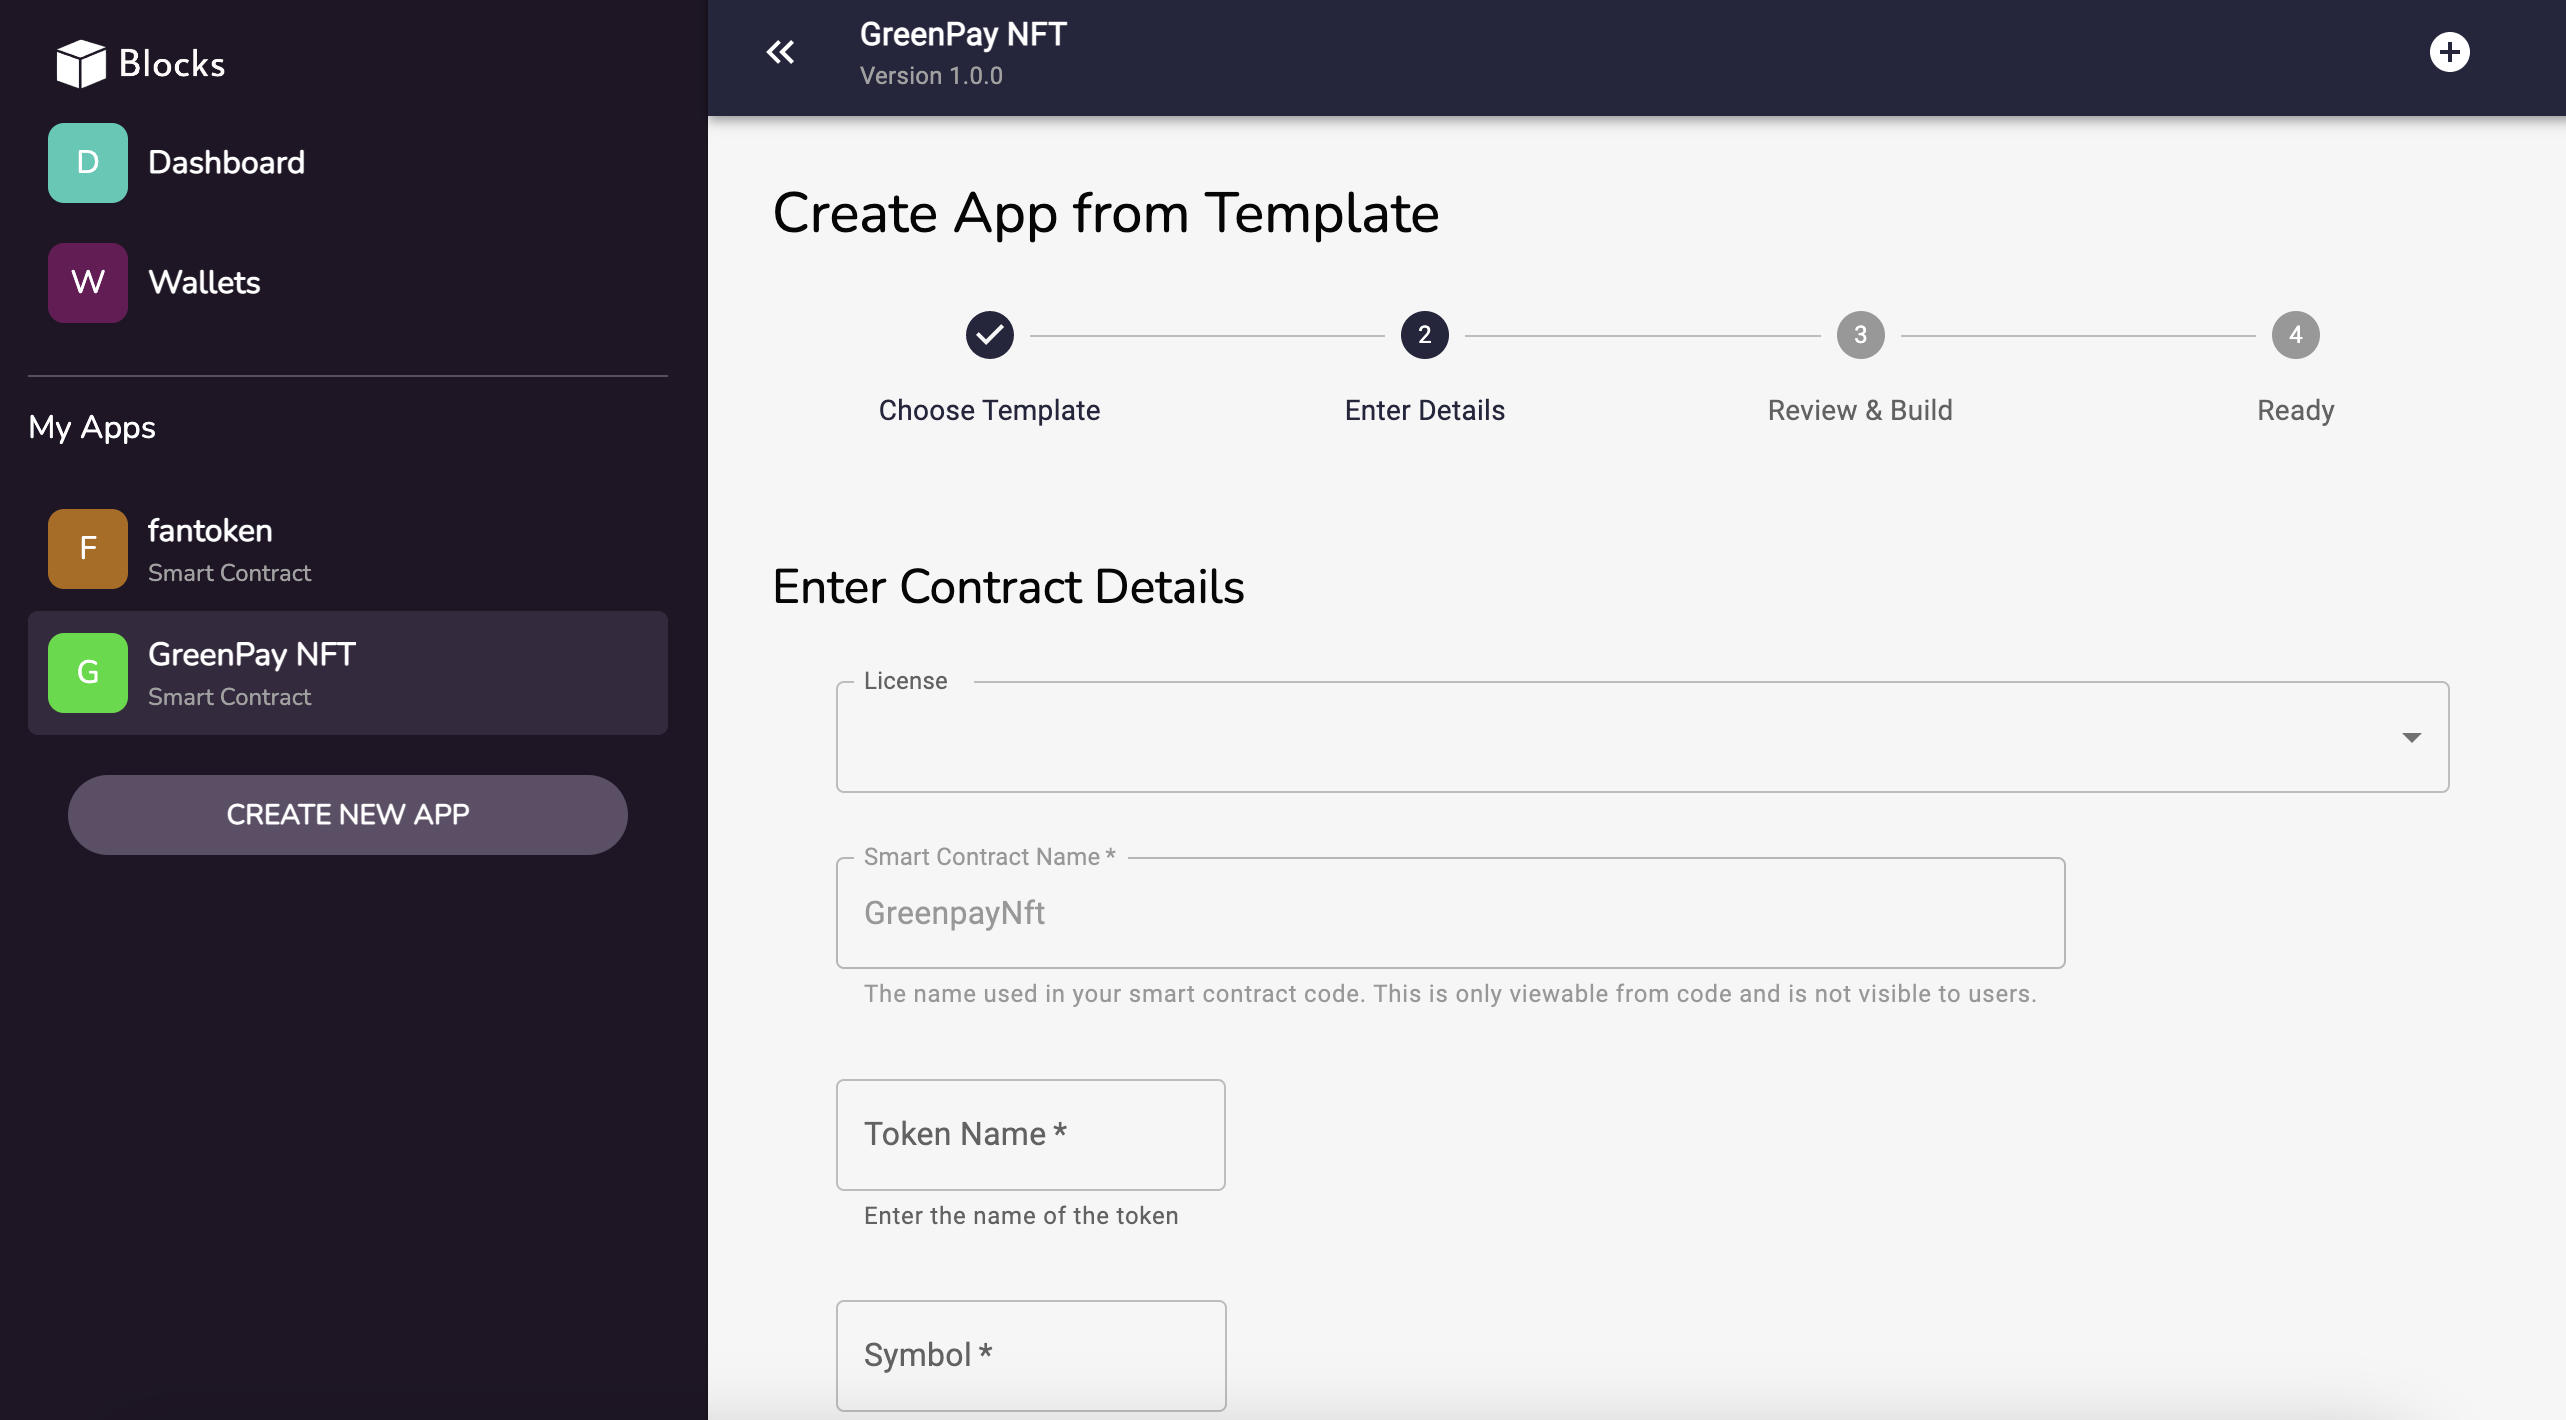 Blocks
D
Dashboard
W
Wallets
My Apps
F
fantoken
Smart Contract
G
GreenPay NFT
Smart Contract
CREATE NEW APP
GreenPay NFT
Version 1.0.0
Create App from Template
2
3
4
Choose Template
Enter Details
Review & Build
Ready
Enter Contract Details
License
Smart Contract Name *
GreenpayNft
The name used in your smart contract code. This is only viewable from code and is not visible to users.
Token Name *
Enter the name of the token
Symbol *